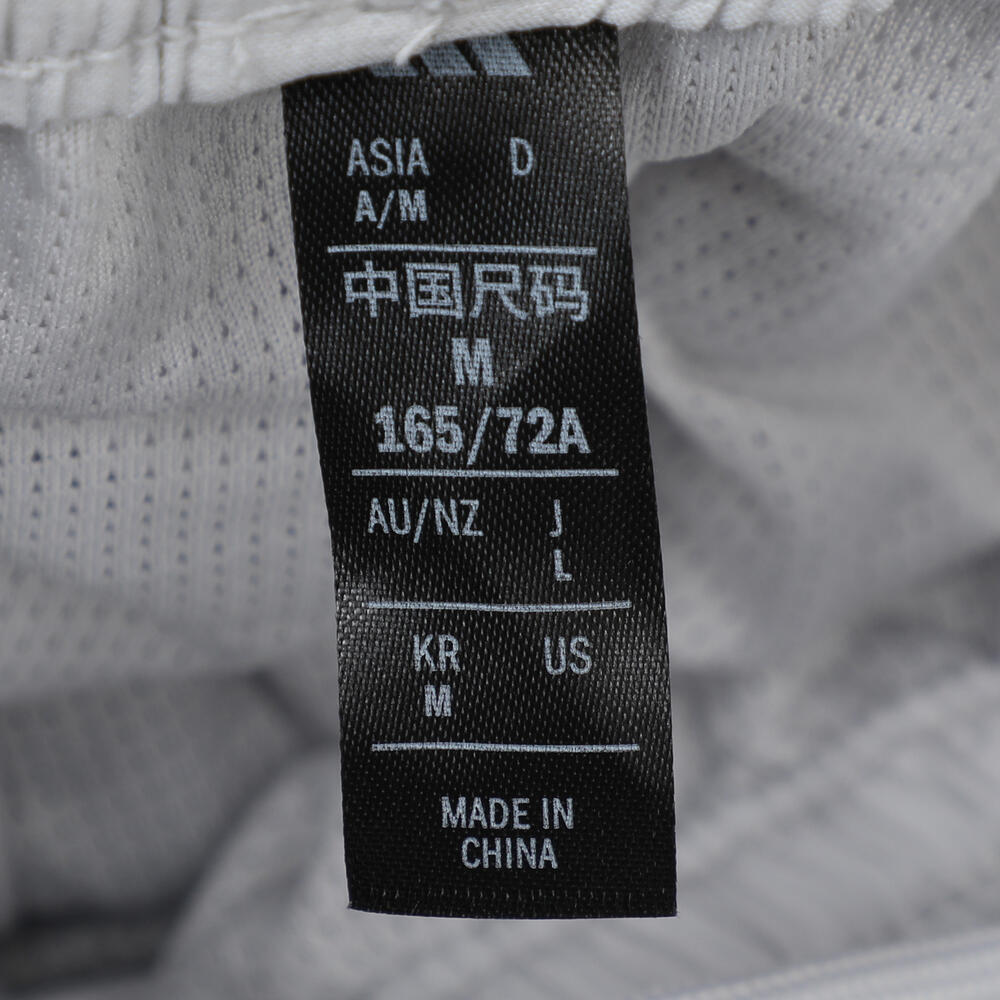 ASIA D
A/M
中国尺码
M
165/72A
AU/NZ J
L
KR US
M
MADE IN
CHINA